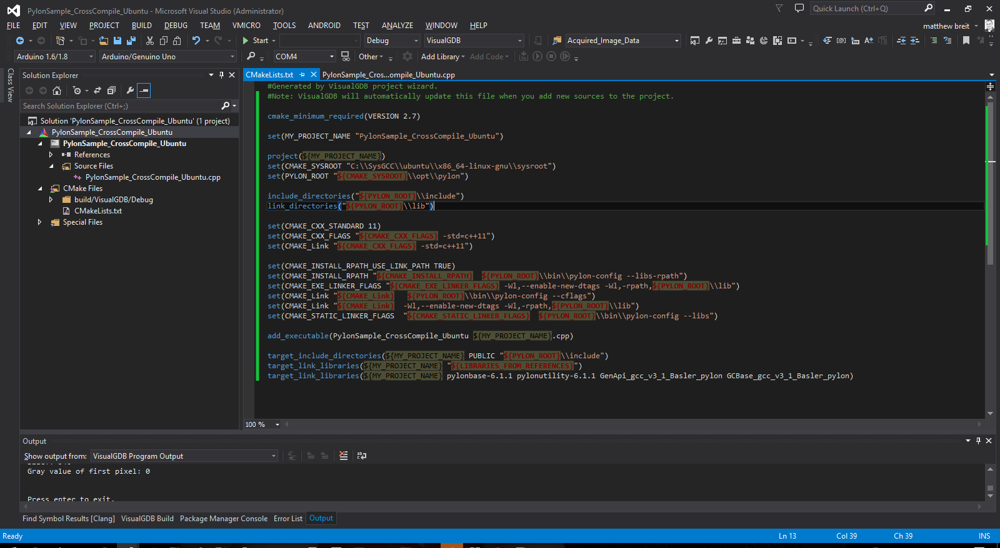 PylonSample_CrossCompile_Ubuntu - Microsoft Visual Studio (Administrator)
Quick Launch (Ctrl+Q)
FILE EDIT VIEW PROJECT BUILD DEBUG TEAM VMICRO TOOLS ANDROID TEST ANALYZE WINDOW HELP
matthew breit
Start Debug VisualGDB Acquired_Image_Data
Arduino 1.6/1.8 Arduino/Genuino Uno COM4 Other Add Library Add Code
Class View
Solution Explorer
Search Solution Explorer (Ctrl+;)
Solution 'PylonSample_CrossCompile_Ubuntu' (1 project)
PylonSample_CrossCompile_Ubuntu
PylonSample_CrossCompile_Ubuntu
References
Source Files
PylonSample_CrossCompile_Ubuntu.cpp
CMake Files
build/VisualGDB/Debug
CMakeLists.txt
Special Files
CMakeLists.txt PylonSample_Cros...ompile_Ubuntu.cpp
#Generated by VisualGDB project wizard.
#Note: VisualGDB will automatically update this file when you add new sources to the project.
cmake_minimum_required(VERSION 2.7)
set(MY_PROJECT_NAME "PylonSample_CrossCompile_Ubuntu")
project(${MY_PROJECT_NAME})
set(CMAKE_SYSROOT "C:\\SysGCC\\ubuntu\\x86_64-linux-gnu\\sysroot")
set(PYLON_ROOT "${CMAKE_SYSROOT}\\opt\\pylon")
include_directories("${PYLON_ROOT}\\include")
link_directories("${PYLON_ROOT}\\lib")
set(CMAKE_CXX_STANDARD 11)
set(CMAKE_CXX_FLAGS "${CMAKE_CXX_FLAGS} -std=c++11")
set(CMAKE_Link "${CMAKE_CXX_FLAGS} -std=c++11")
set(CMAKE_INSTALL_RPATH_USE_LINK_PATH TRUE)
set(CMAKE_INSTALL_RPATH "${CMAKE_INSTALL_RPATH}  ${PYLON_ROOT}\\bin\\pylon-config --libs-rpath")
set(CMAKE_EXE_LINKER_FLAGS "${CMAKE_EXE_LINKER_FLAGS} -Wl,--enable-new-dtags -Wl,-rpath,${PYLON_ROOT}\\lib")
set(CMAKE_Link "${CMAKE_Link}   ${PYLON_ROOT}\\bin\\pylon-config --cflags")
set(CMAKE_Link "${CMAKE_Link}  -Wl,--enable-new-dtags -Wl,-rpath,${PYLON_ROOT}\\lib")
set(CMAKE_STATIC_LINKER_FLAGS  "${CMAKE_STATIC_LINKER_FLAGS}  ${PYLON_ROOT}\\bin\\pylon-config --libs")
add_executable(PylonSample_CrossCompile_Ubuntu ${MY_PROJECT_NAME}.cpp)
target_include_directories(${MY_PROJECT_NAME} PUBLIC "${PYLON_ROOT}\\include")
target_link_libraries(${MY_PROJECT_NAME} "${LIBRARIES_FROM_REFERENCES}")
target_link_libraries(${MY_PROJECT_NAME} pylonbase-6.1.1 pylonutility-6.1.1 GenApi_gcc_v3_1_Basler_pylon GCBase_gcc_v3_1_Basler_pylon)
100 %
Output
Show output from: VisualGDB Program Output
Gray value of first pixel: 0
Press enter to exit.
Find Symbol Results [Clang] VisualGDB Build Package Manager Console Error List Output
Ready Ln 13 Col 39 Ch 39 INS